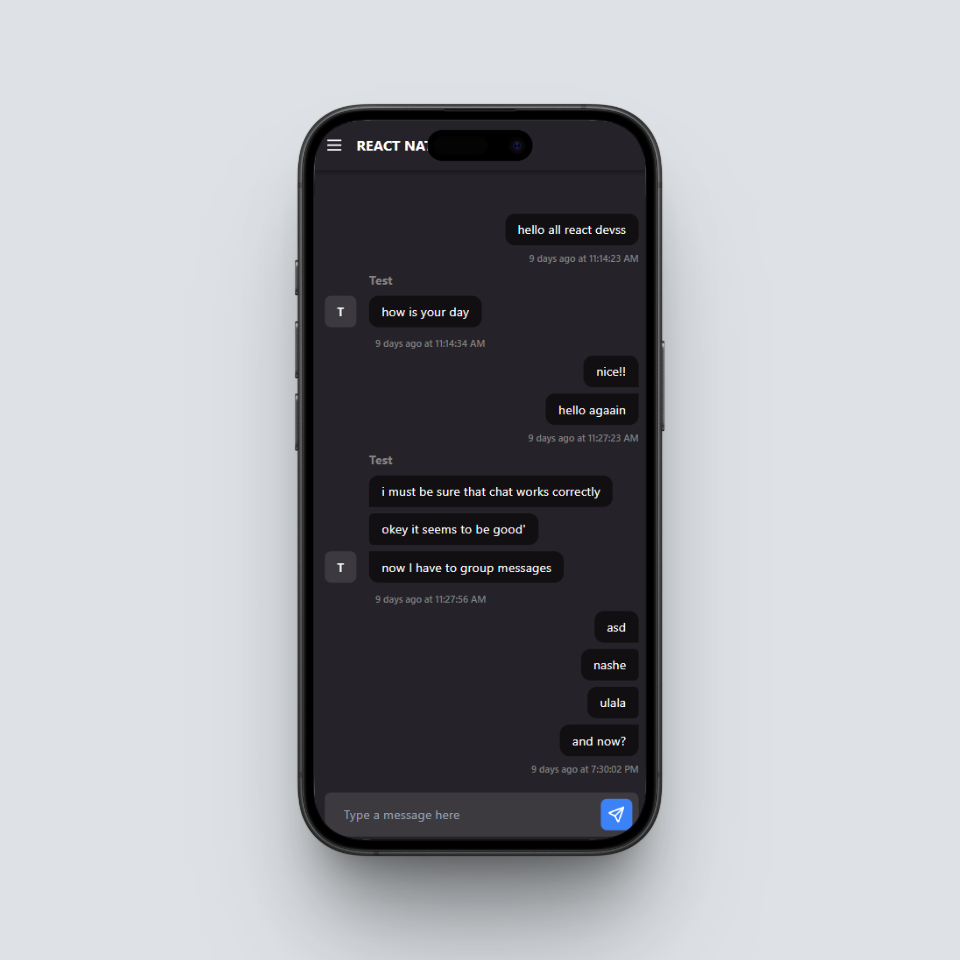 REACT NAT
hello all react devss
9 days ago at 11:14:23 AM
Test
T
how is your day
9 days ago at 11:14:34 AM
nice!!
hello agaain
9 days ago at 11:27:23 AM
Test
i must be sure that chat works correctly
okey it seems to be good'
T
now I have to group messages
9 days ago at 11:27:56 AM
asd
nashe
ulala
and now?
9 days ago at 7:30:02 PM
Type a message here